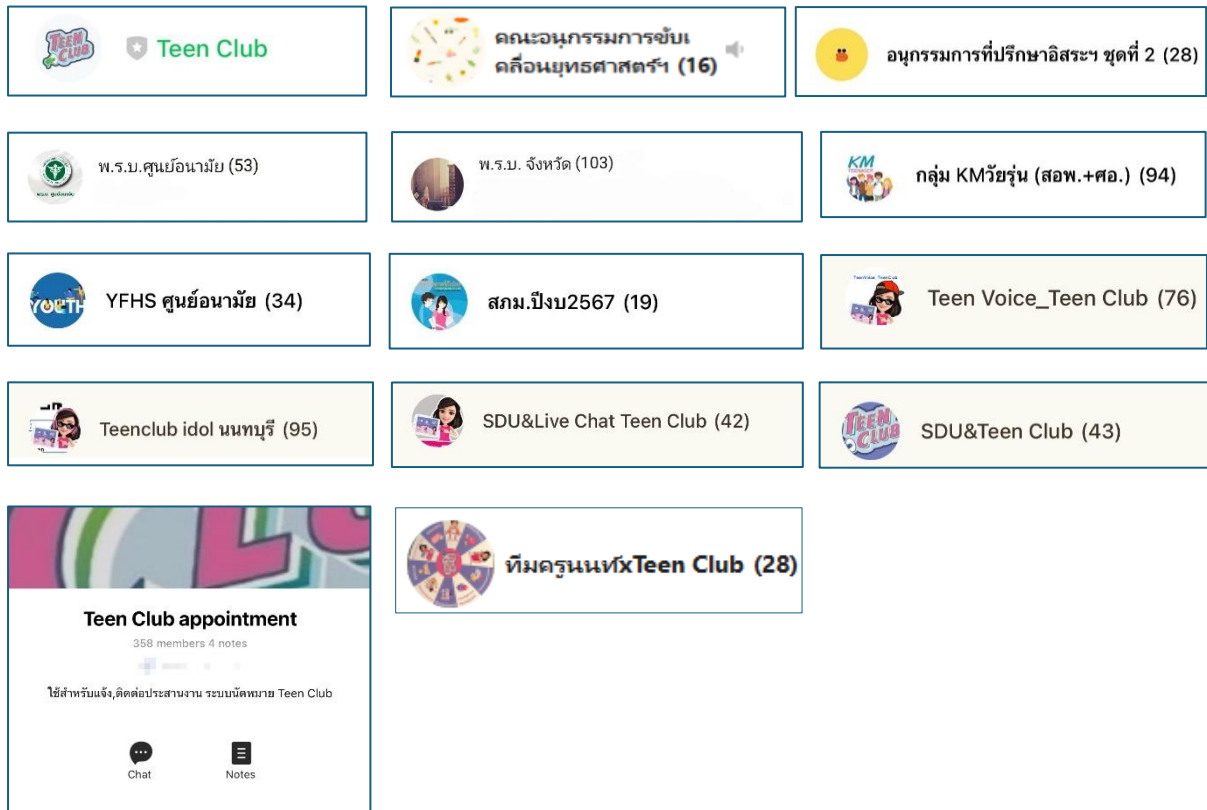 TEEN CLUB
Teen Club
คณะอนุกรรมการขับเ
คลื่อนยุทธศาสตร์ฯ (16)
อนุกรรมการที่ปรึกษาอิสระฯ ชุดที่ 2 (28)
พ.ร.บ.ศูนย์อนามัย (53)
พ.ร.บ. จังหวัด (103)
KM
กลุ่ม KMวัยรุ่น (สอพ.+ศอ.) (94)
YOUTH
YFHS ศูนย์อนามัย (34)
สภม.ปีงบ2567 (19)
Teen Voice_Teen Club (76)
Teenclub idol นนทบุรี (95)
SDU&Live Chat Teen Club (42)
TEEN CLUB
SDU&Teen Club (43)
Teen Club appointment
358 members 4 notes
ใช้สำหรับแจ้ง,ติดต่อประสานงาน ระบบนัดหมาย Teen Club
Chat
Notes
ทีมครูนนท์xTeen Club (28)